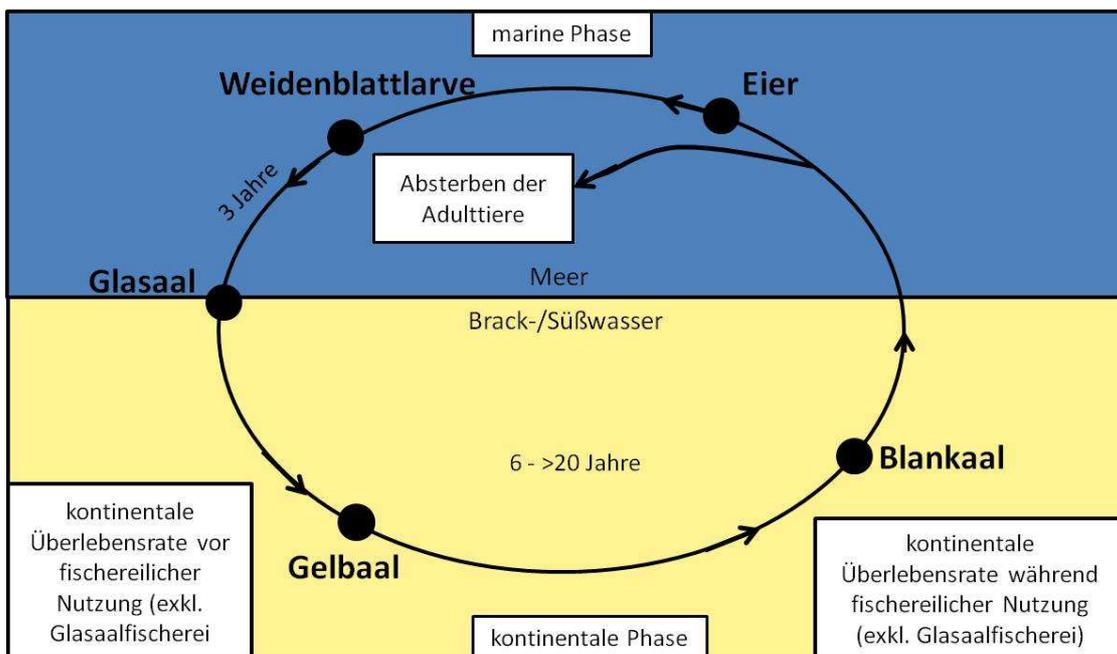 marine Phase
Weidenblattlarve
Eier
Absterben der
Adulttiere
3 Jahre
Glasaal
Meer
Brack-/Süßwasser
6 - >20 Jahre
Blankaal
Gelbaal
kontinentale
Überlebensrate vor
fischereilicher
Nutzung (exkl.
Glasaalfischerei
kontinentale Phase
kontinentale
Überlebensrate während
fischereilicher Nutzung
(exkl. Glasaalfischerei)